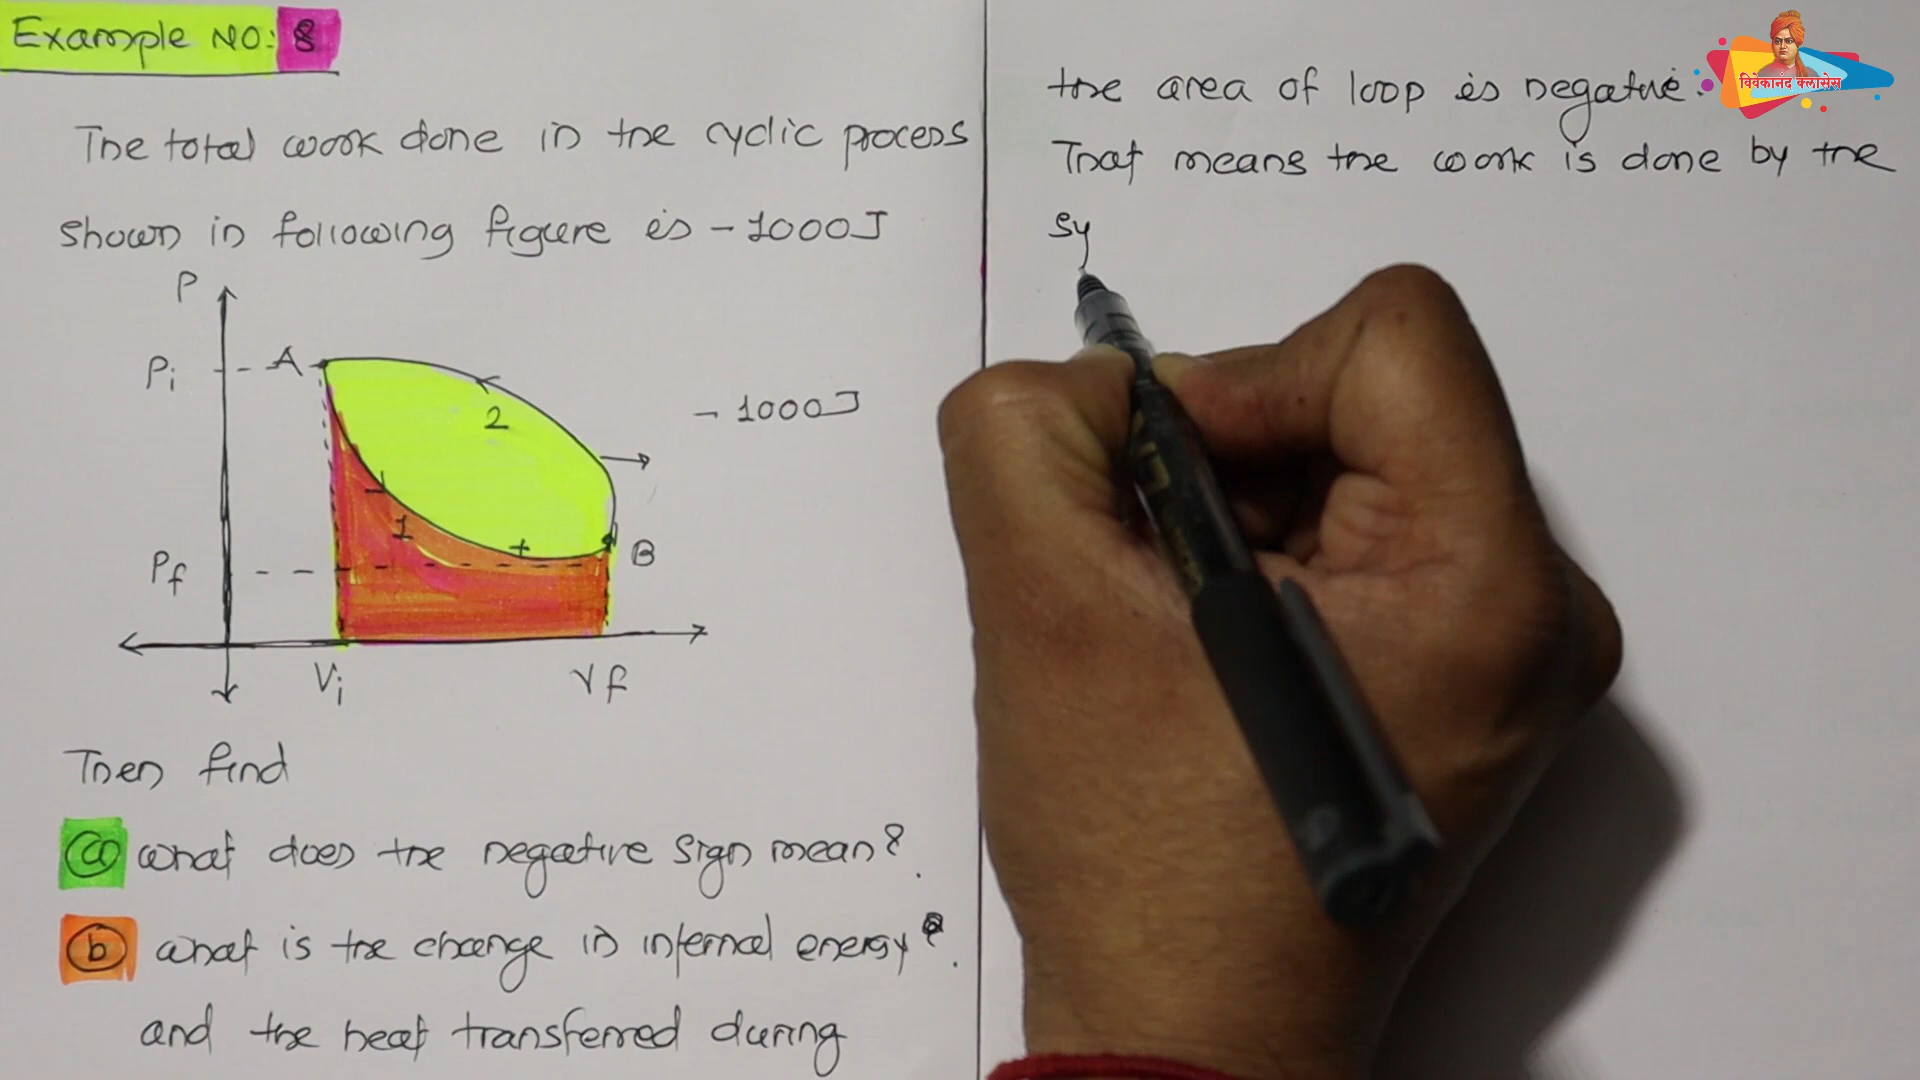 Example NO: 8
The total work done in the cyclic process
shown in following figure is - 1000J
P
Pi
A
2
- 1000J
1
B
Pf
Vi
Vf
Then find
a what does the negative sign mean?
b what is the change in internal energy?
and the heat transferred during
the area of loop is negative.
That means the work is done by the
Sy
विवेकानंद क्लासेस